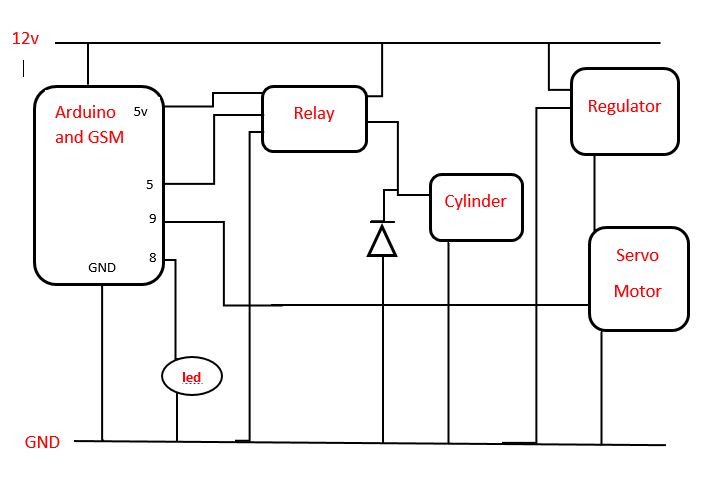 12v
Arduino
and GSM
5v
5
9
8
GND
Relay
Cylinder
Regulator
Servo
Motor
led
GND